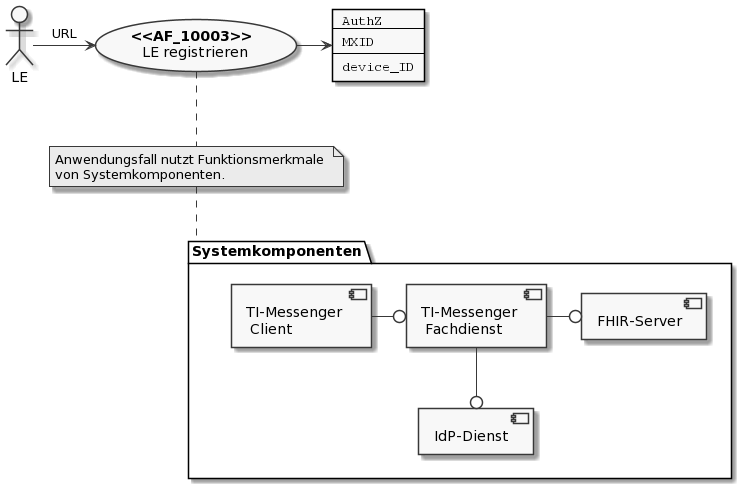 URL
LE
<<AF_10003>>
LE registrieren
AuthZ
MXID
device_ID
Anwendungsfall nutzt Funktionsmerkmale
von Systemkomponenten.
Systemkomponenten
TI-Messenger
Client
TI-Messenger
Fachdienst
FHIR-Server
IdP-Dienst